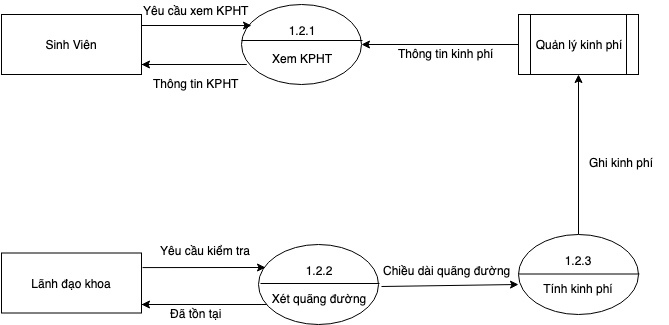 Yêu cầu xem KPHT
1.2.1
Sinh Viên
Xem KPHT
Thông tin kinh phí
Quản lý kinh phí
Thông tin KPHT
Ghi kinh phí
Yêu cầu kiểm tra
1.2.2
Chiều dài quãng đường
1.2.3
Lãnh đạo khoa
Xét quãng đường
Tính kinh phí
Đã tồn tại